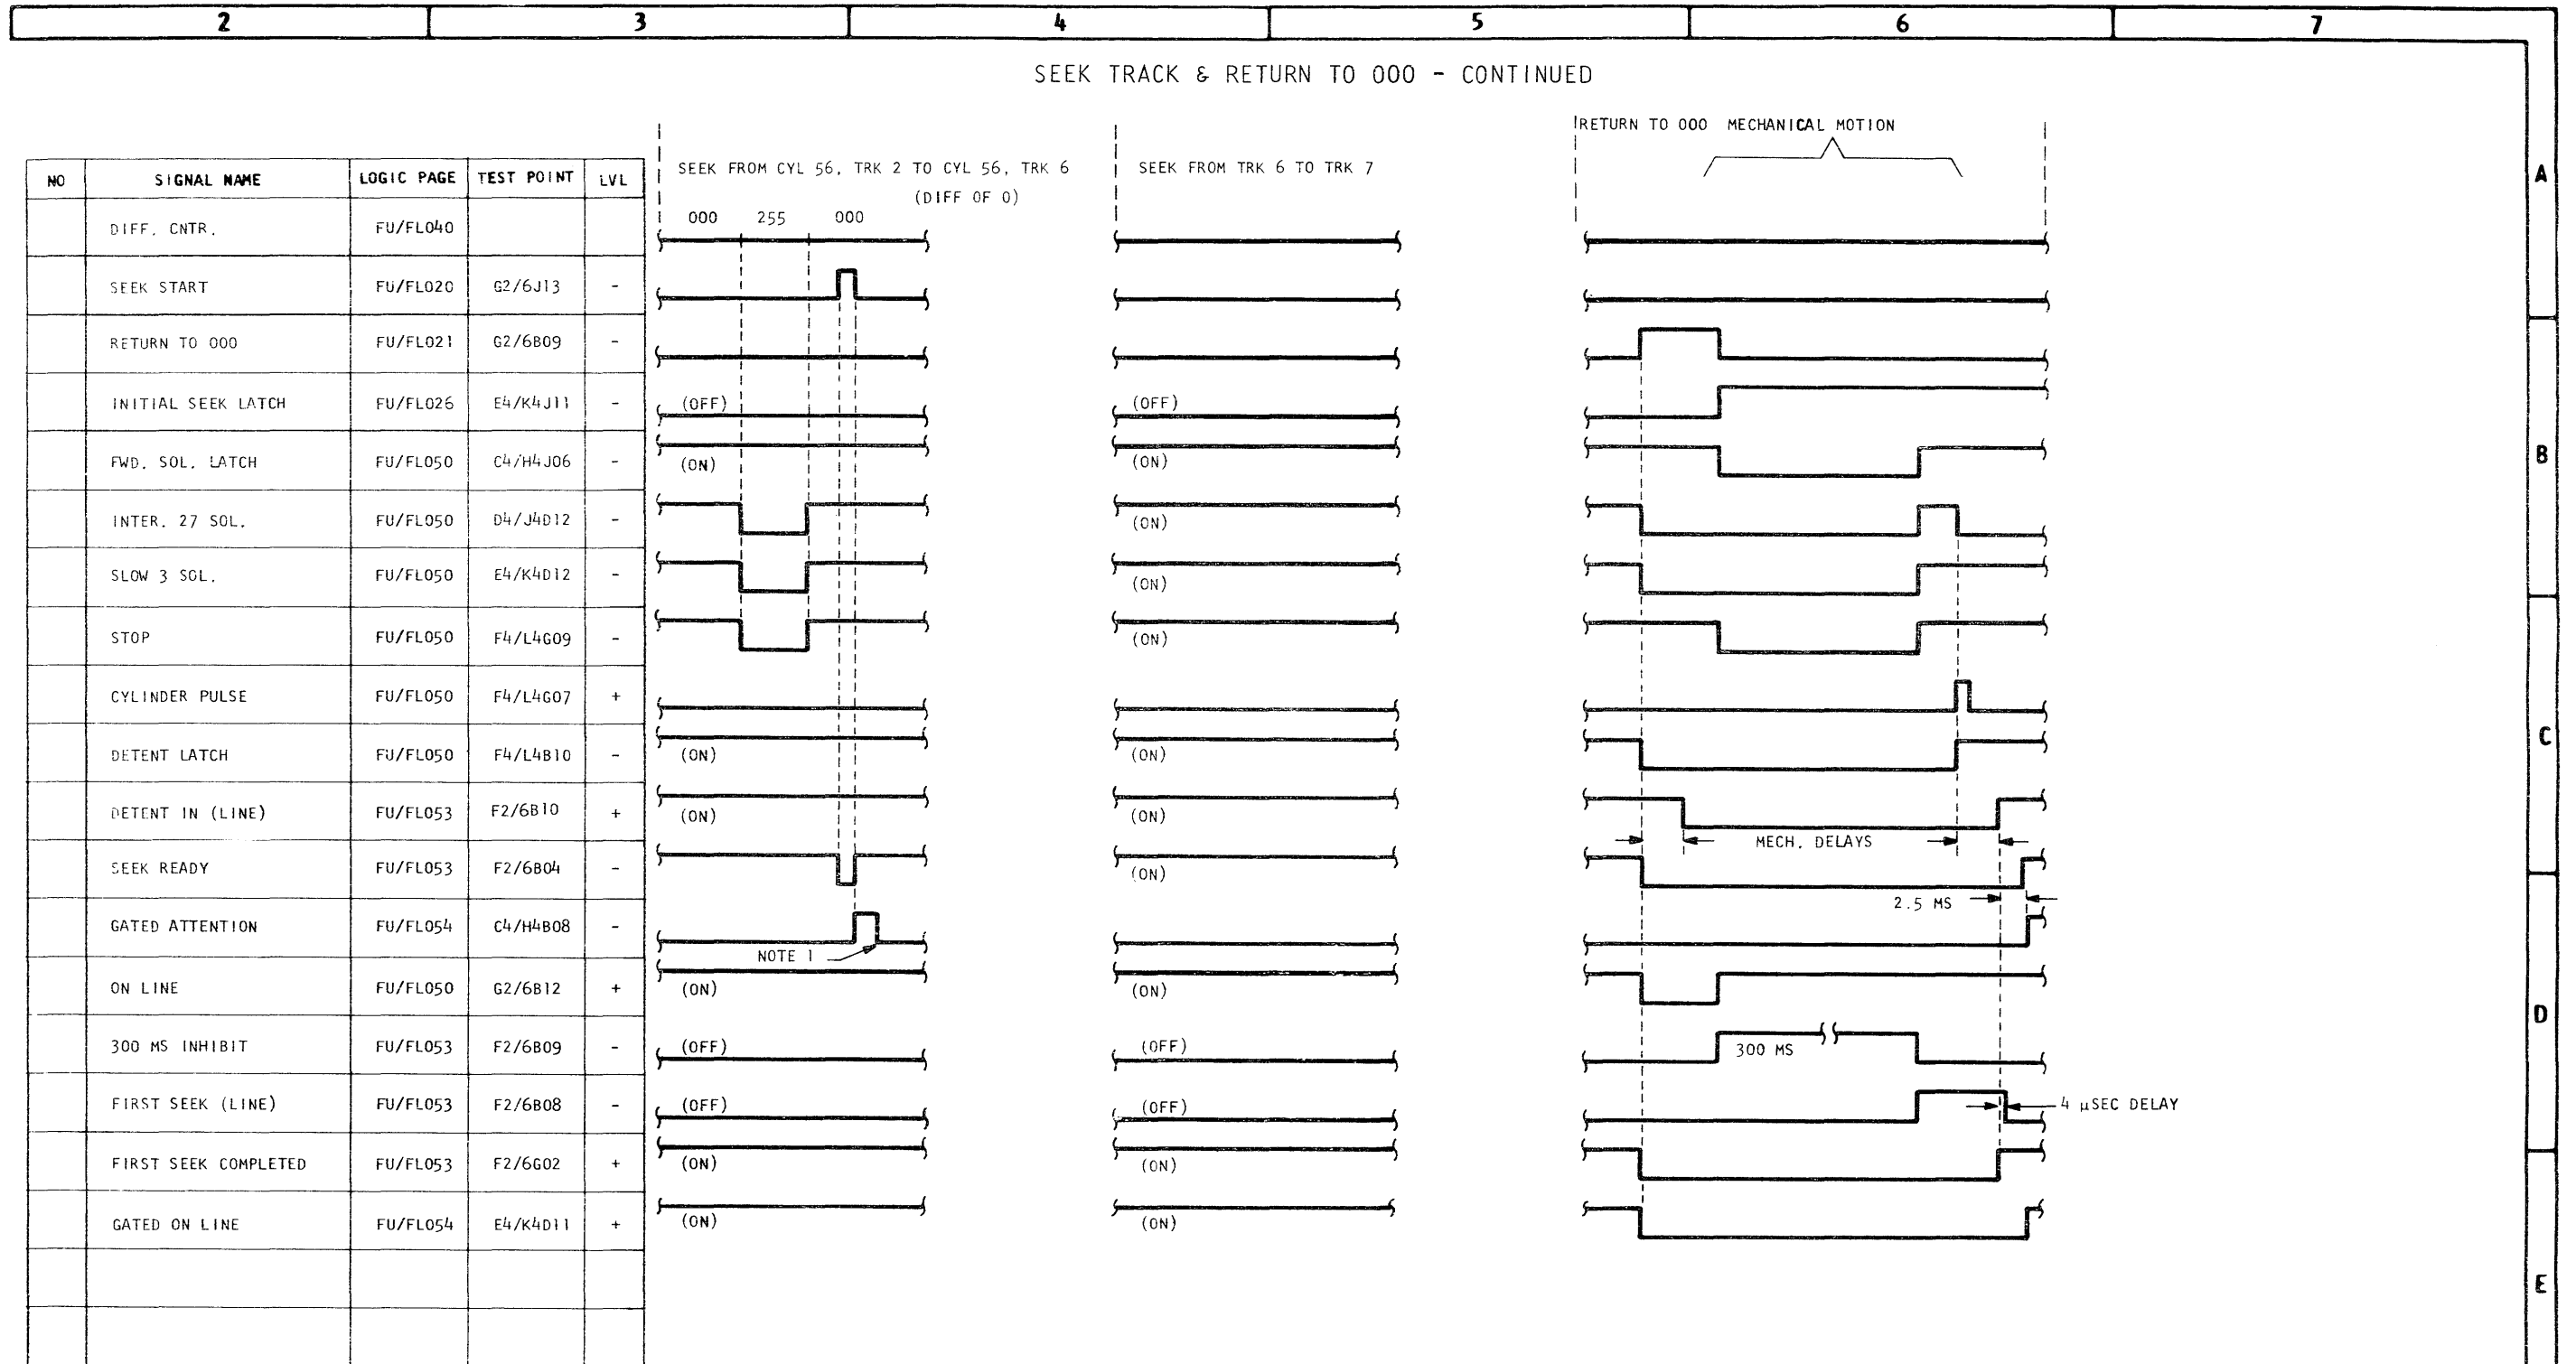 2 3 4 5 6 7
SEEK TRACK & RETURN TO 000 - CONTINUED
RETURN TO 000 MECHANICAL MOTION
SEEK FROM CYL 56, TRK 2 TO CYL 56, TRK 6
(DIFF OF 0)
SEEK FROM TRK 6 TO TRK 7
A
NO SIGNAL NAME LOGIC PAGE TEST POINT LVL
000 255 000
DIFF. CNTR. FU/FL040
SEEK START FU/FL020 G2/6J13 -
RETURN TO 000 FU/FL021 G2/6B09 -
INITIAL SEEK LATCH FU/FL026 E4/K4J11 - (OFF) (OFF)
FWD. SOL. LATCH FU/FL050 C4/H4J06 - (ON) (ON) B
INTER. 27 SOL. FU/FL050 D4/J4D12 - (ON)
SLOW 3 SOL. FU/FL050 E4/K4D12 - (ON)
STOP FU/FL050 F4/L4G09 - (ON)
CYLINDER PULSE FU/FL050 F4/L4G07 +
DETENT LATCH FU/FL050 F4/L4B10 - (ON) (ON) C
DETENT IN (LINE) FU/FL053 F2/6B10 + (ON) (ON)
MECH. DELAYS
SEEK READY FU/FL053 F2/6B04 - (ON)
2.5 MS
GATED ATTENTION FU/FL054 C4/H4B08 -
NOTE 1
ON LINE FU/FL050 G2/6B12 + (ON) (ON) D
300 MS INHIBIT FU/FL053 F2/6B09 - (OFF) (OFF) 300 MS
FIRST SEEK (LINE) FU/FL053 F2/6B08 - (OFF) (OFF) 4 μSEC DELAY
FIRST SEEK COMPLETED FU/FL053 F2/6G02 + (ON) (ON)
GATED ON LINE FU/FL054 E4/K4D11 + (ON) (ON)
E